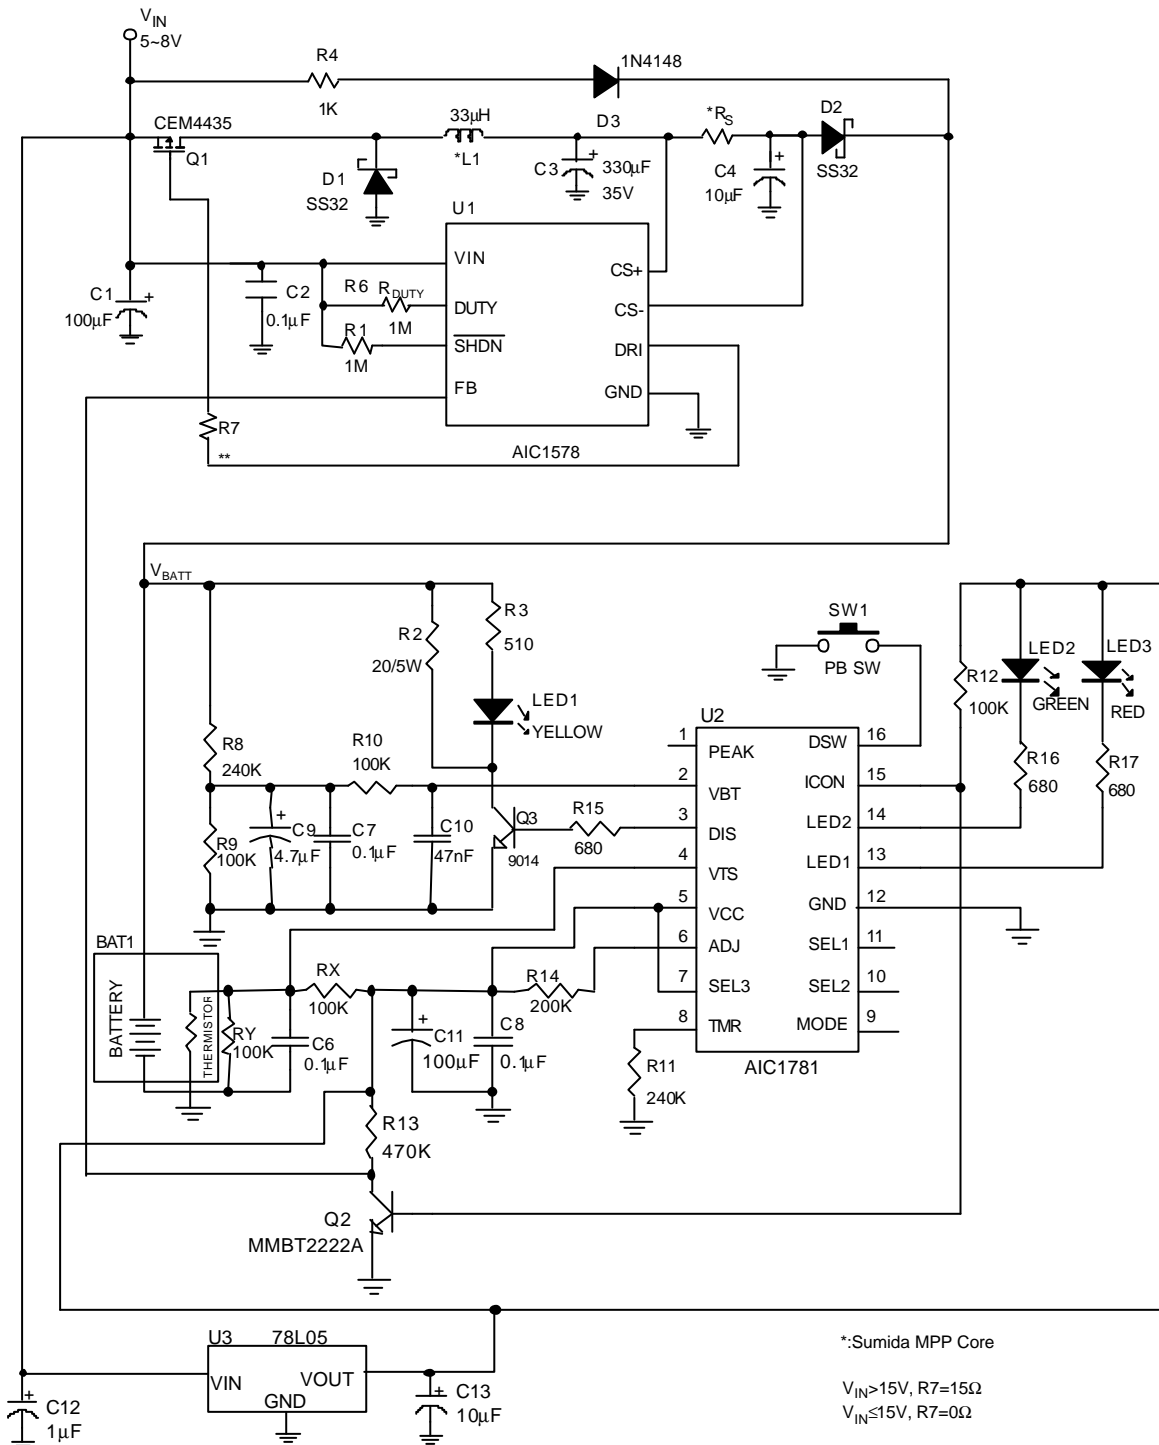 VIN
5~8V
R4
1K
1N4148
CEM4435
Q1
33µH
*L1
D3
*RS
D2
SS32
D1
SS32
C3
+
330µF
35V
C4
+
10µF
U1
VIN
DUTY
SHDN
FB
CS+
CS-
DRI
GND
AIC1578
C1
+
100µF
C2
0.1µF
R6
RDUTY
1M
R1
1M
R7
**
VBATT
R8
240K
R9
100K
R2
20/5W
R3
510
LED1
YELLOW
R10
100K
C9
+
4.7µF
C7
0.1µF
C10
47nF
Q3
9014
R15
680
SW1
PB SW
U2
1
PEAK
2
VBT
3
DIS
4
VTS
5
VCC
6
ADJ
7
SEL3
8
TMR
DSW
16
ICON
15
LED2
14
LED1
13
GND
12
SEL1
11
SEL2
10
MODE
9
AIC1781
R12
100K
LED2
GREEN
LED3
RED
R16
680
R17
680
BAT1
BATTERY
THERMISTOR
RY
100K
RX
100K
C6
0.1µF
C11
+
100µF
C8
0.1µF
R14
200K
R11
240K
R13
470K
Q2
MMBT2222A
U3
78L05
VIN
VOUT
GND
C12
+
1µF
C13
+
10µF
*:Sumida MPP Core
VIN>15V, R7=15Ω
VIN≤15V, R7=0Ω